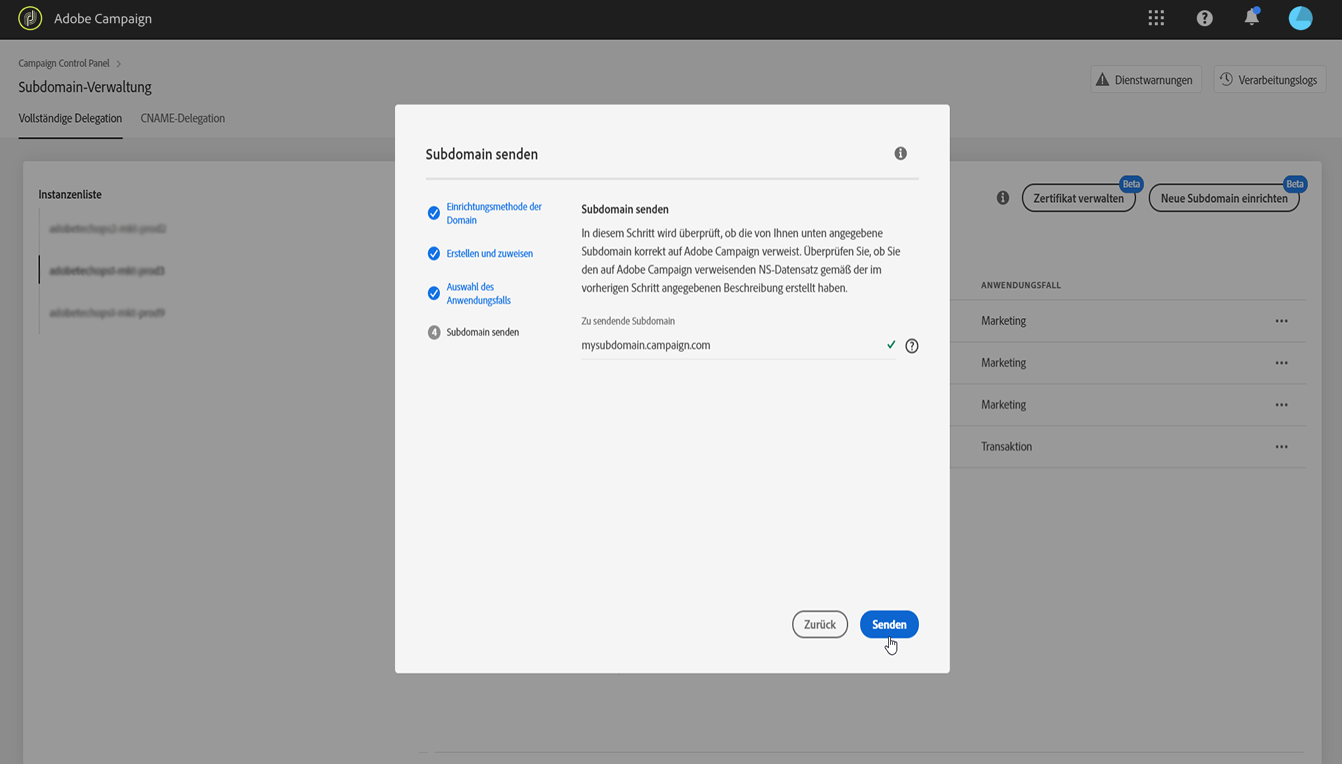 Adobe Campaign
Campaign Control Panel
Subdomain-Verwaltung
Dienstwarnungen
Verarbeitungslogs
Vollständige Delegation
CNAME-Delegation
Instanzenliste
Beta
Zertifikat verwalten
Beta
Neue Subdomain einrichten
ANWENDUNGSFALL
Marketing
Marketing
Marketing
Transaktion
Subdomain senden
Einrichtungsmethode der
Domain
Erstellen und zuweisen
Auswahl des
Anwendungsfalls
4 Subdomain senden
Subdomain senden
In diesem Schritt wird überprüft, ob die von Ihnen unten angegebene
Subdomain korrekt auf Adobe Campaign verweist. Überprüfen Sie, ob Sie
den auf Adobe Campaign verweisenden NS-Datensatz gemäß der im
vorherigen Schritt angegebenen Beschreibung erstellt haben.
Zu sendende Subdomain
mysubdomain.campaign.com
Zurück
Senden